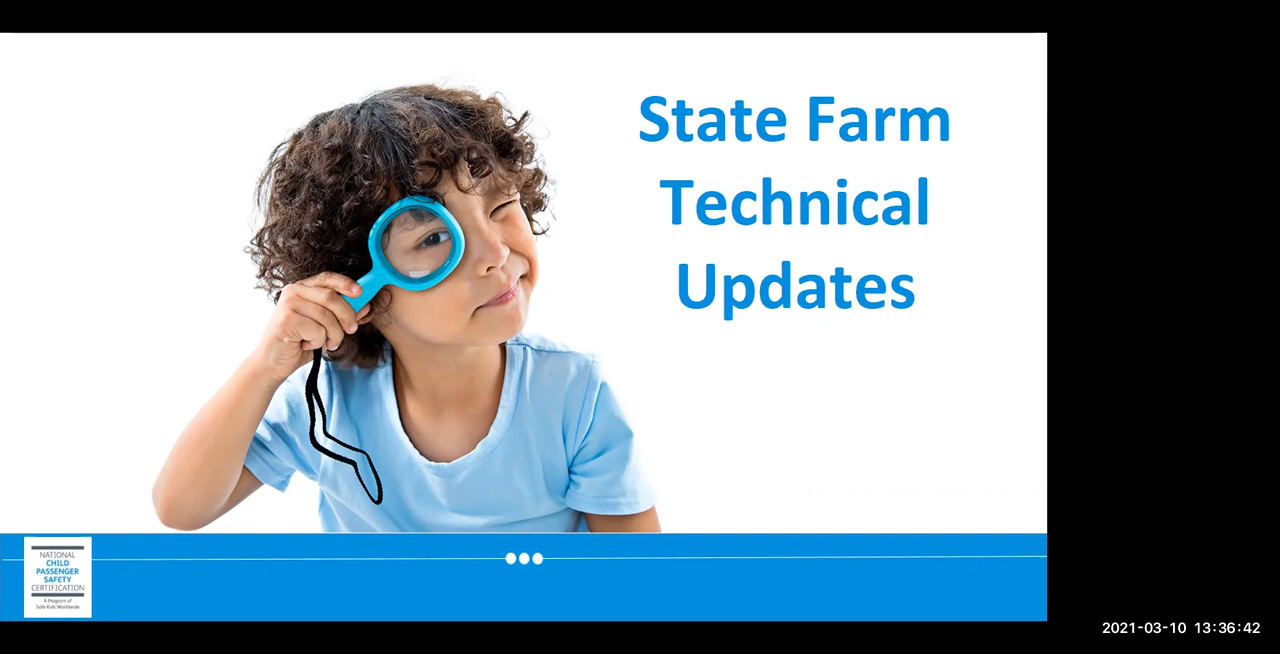 State Farm
Technical
Updates
NATIONAL
CHILD
PASSENGER
SAFETY
CERTIFICATION
A Program of
Safe Kids Worldwide
2021-03-10 13:36:42